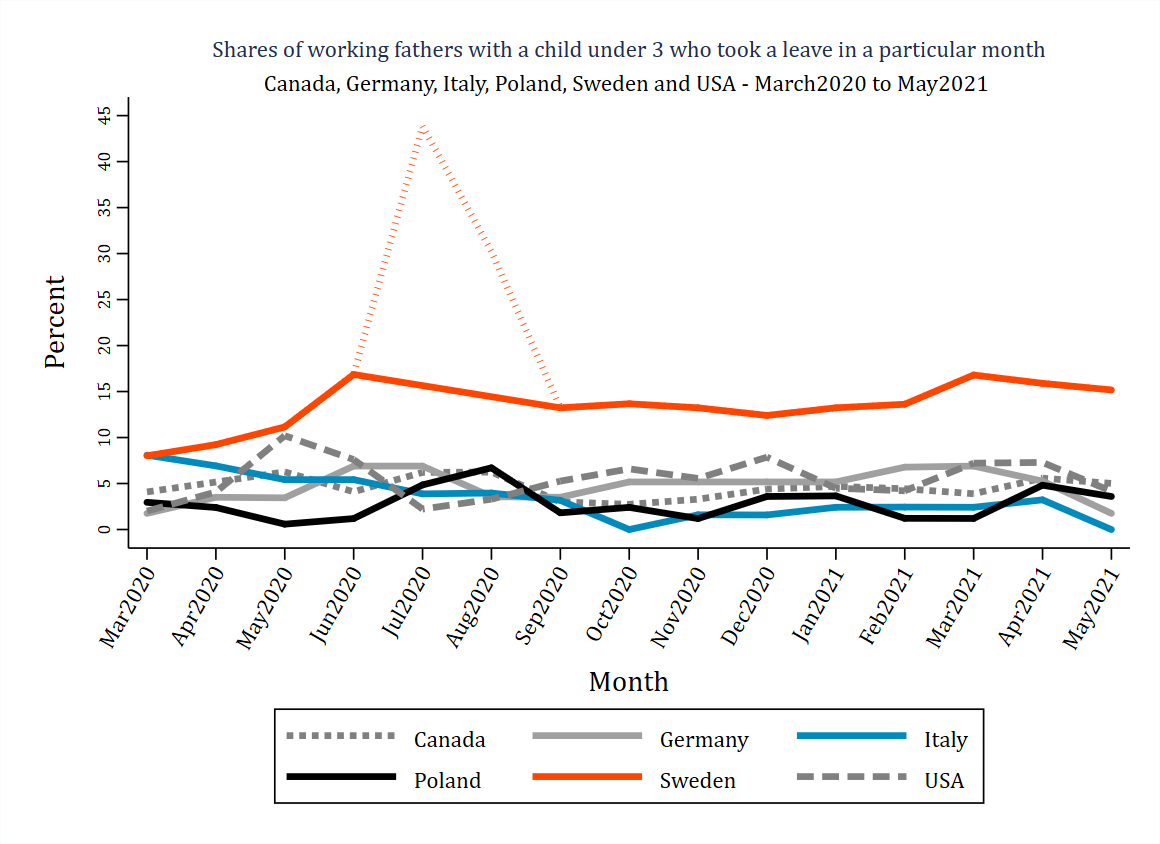 Shares of working fathers with a child under 3 who took a leave in a particular month
Canada, Germany, Italy, Poland, Sweden and USA - March2020 to May2021
Percent
45
40
35
30
25
20
15
10
5
0
Mar2020
Apr2020
May2020
Jun2020
Jul2020
Aug2020
Sep2020
Oct2020
Nov2020
Dec2020
Jan2021
Feb2021
Mar2021
Apr2021
May2021
Month
Canada Germany Italy
Poland Sweden USA